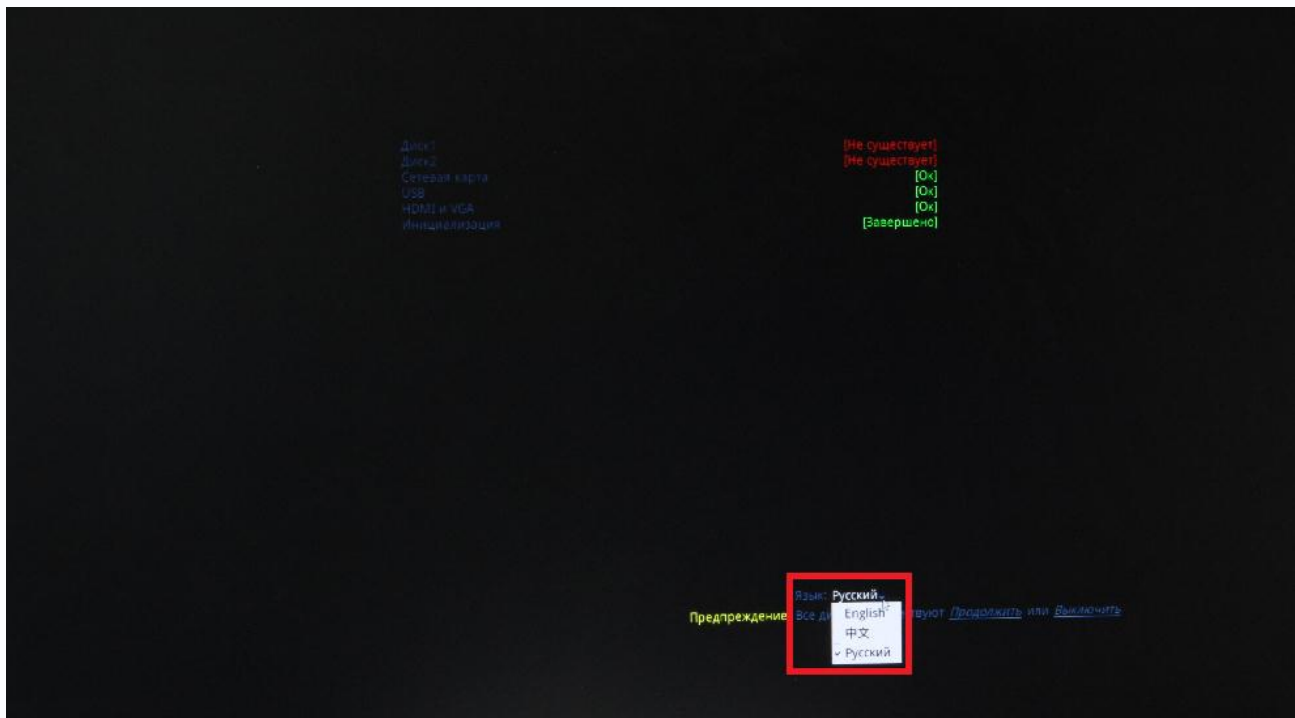 Диск1 [Не существует]
Диск2 [Не существует]
Сетевая карта [Ок]
USB [Ок]
HDMI и VGA [Ок]
Инициализация [Завершено]
Язык: Русский
Предпреждение Все ди твуют Продолжить или Выключить
English
中文
Русский